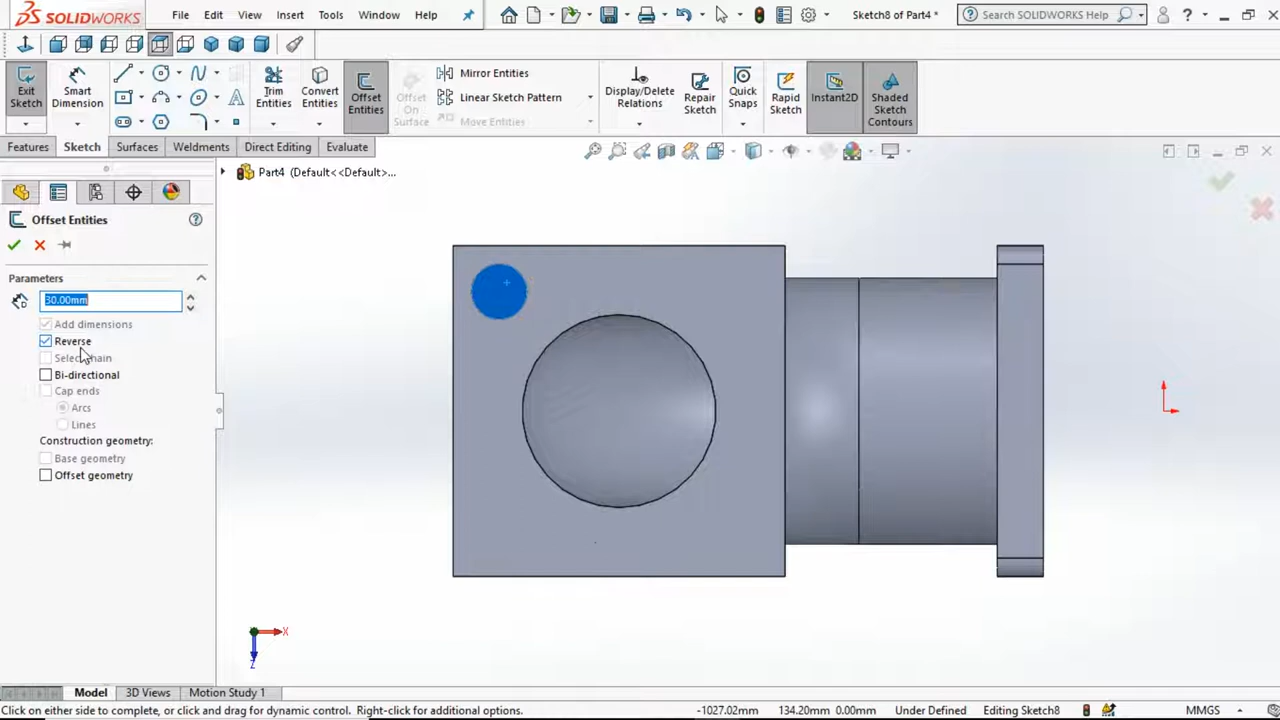 SOLIDWORKS File Edit View Insert Tools Window Help Sketch8 of Part4 * Search SOLIDWORKS Help ?
Exit Sketch
Smart Dimension
Trim Entities
Convert Entities
Offset Entities
Offset On Surface
Mirror Entities
Linear Sketch Pattern
Move Entities
Display/Delete Relations
Repair Sketch
Quick Snaps
Rapid Sketch
Instant2D
Shaded Sketch Contours
Features Sketch Surfaces Weldments Direct Editing Evaluate
Part4 (Default<<Default>...
Offset Entities ?
Parameters
30.00mm
Add dimensions
Reverse
Select chain
Bi-directional
Cap ends
Arcs
Lines
Construction geometry:
Base geometry
Offset geometry
X
Z
Model 3D Views Motion Study 1
Click on either side to complete, or click and drag for dynamic control. Right-click for additional options. -1027.02mm 134.20mm 0.00mm Under Defined Editing Sketch8 MMGS